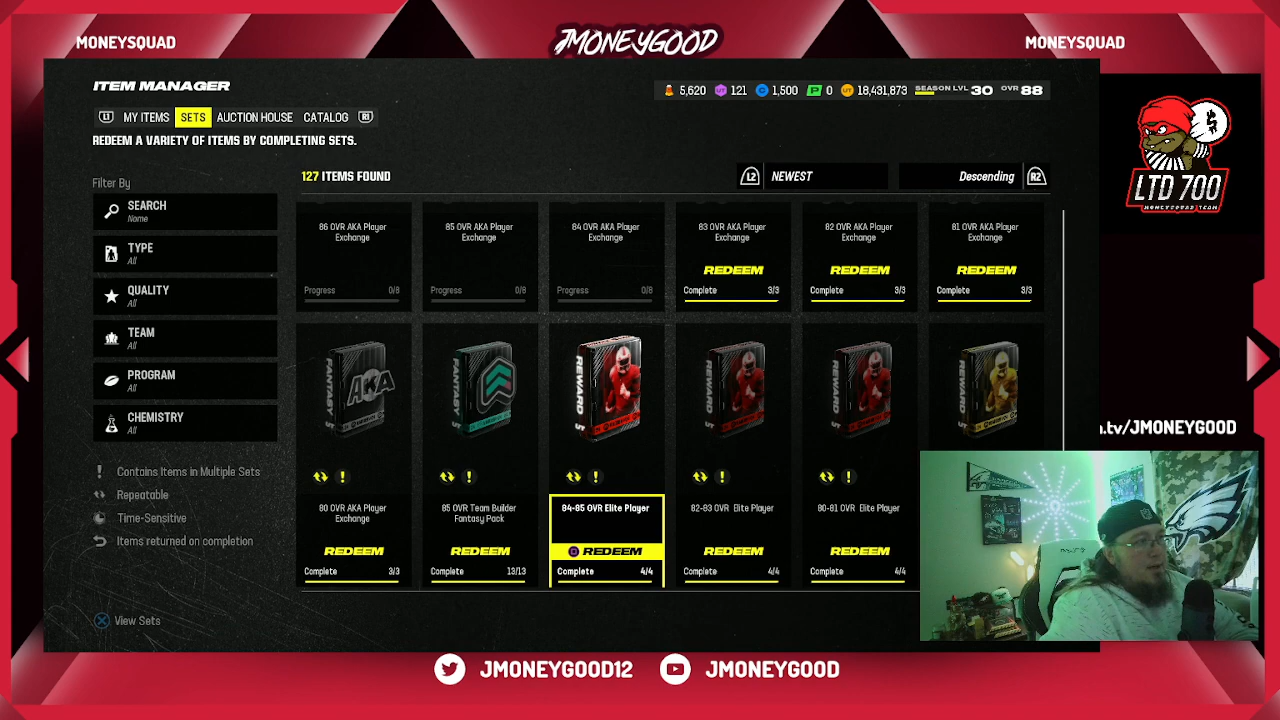 MONEYSQUAD
JMONEYGOOD
MONEYSQUAD
ITEM MANAGER
5,620 121 1,500 0 18,431,873 SEASON LVL 30 OVR 88
L1 MY ITEMS SETS AUCTION HOUSE CATALOG R1
REDEEM A VARIETY OF ITEMS BY COMPLETING SETS.
LTD 700
MONEYSQUAD TEAM
Filter By
127 ITEMS FOUND
L2 NEWEST Descending R2
SEARCH
None
TYPE
All
QUALITY
All
TEAM
All
PROGRAM
All
CHEMISTRY
All
Contains Items in Multiple Sets
Repeatable
Time-Sensitive
Items returned on completion
View Sets
86 OVR AKA Player
Exchange
Progress 0/8
85 OVR AKA Player
Exchange
Progress 0/8
84 OVR AKA Player
Exchange
Progress 0/8
83 OVR AKA Player
Exchange
REDEEM
Complete 3/3
82 OVR AKA Player
Exchange
REDEEM
Complete 3/3
81 OVR AKA Player
Exchange
REDEEM
Complete 3/3
FANTASY
AKA
80 OVR AKA Player
Exchange
REDEEM
Complete 3/3
FANTASY
85 OVR Team Builder
Fantasy Pack
REDEEM
Complete 13/13
REWARD
84-85 OVR Elite Player
REDEEM
Complete 4/4
REWARD
82-83 OVR Elite Player
REDEEM
Complete 4/4
REWARD
80-81 OVR Elite Player
REDEEM
Complete 4/4
REWARD
.tv/JMONEYGOOD
JMONEYGOOD12
JMONEYGOOD